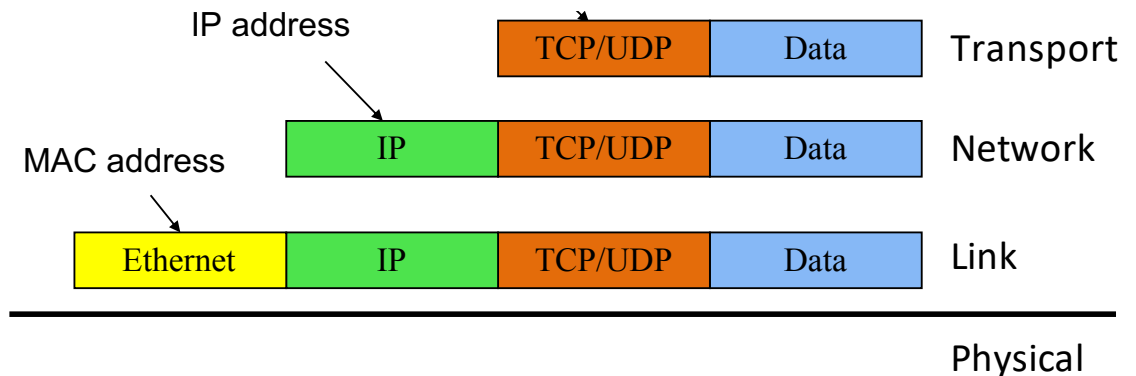 IP address
TCP/UDP Data Transport
IP TCP/UDP Data Network
MAC address
Ethernet IP TCP/UDP Data Link
Physical